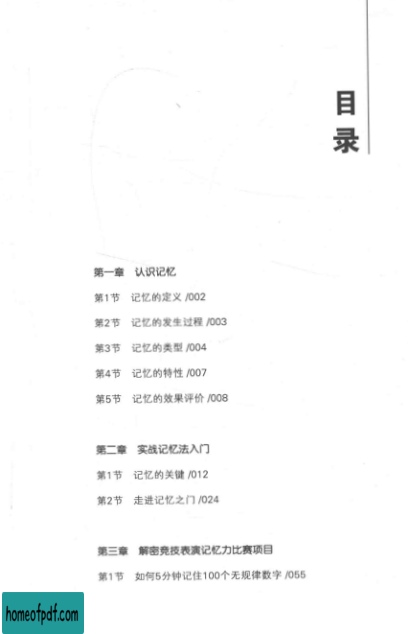 目
录
第一章 认识记忆
第1节 记忆的定义 /002
第2节 记忆的发生过程 /003
第3节 记忆的类型 /004
第4节 记忆的特性 /007
第5节 记忆的效果评价 /008
第二章 实战记忆法入门
第1节 记忆的关键 /012
第2节 走进记忆之门 /024
第三章 解密竞技表演记忆力比赛项目
第1节 如何5分钟记住100个无规律数字 /055
homeofpdf.com